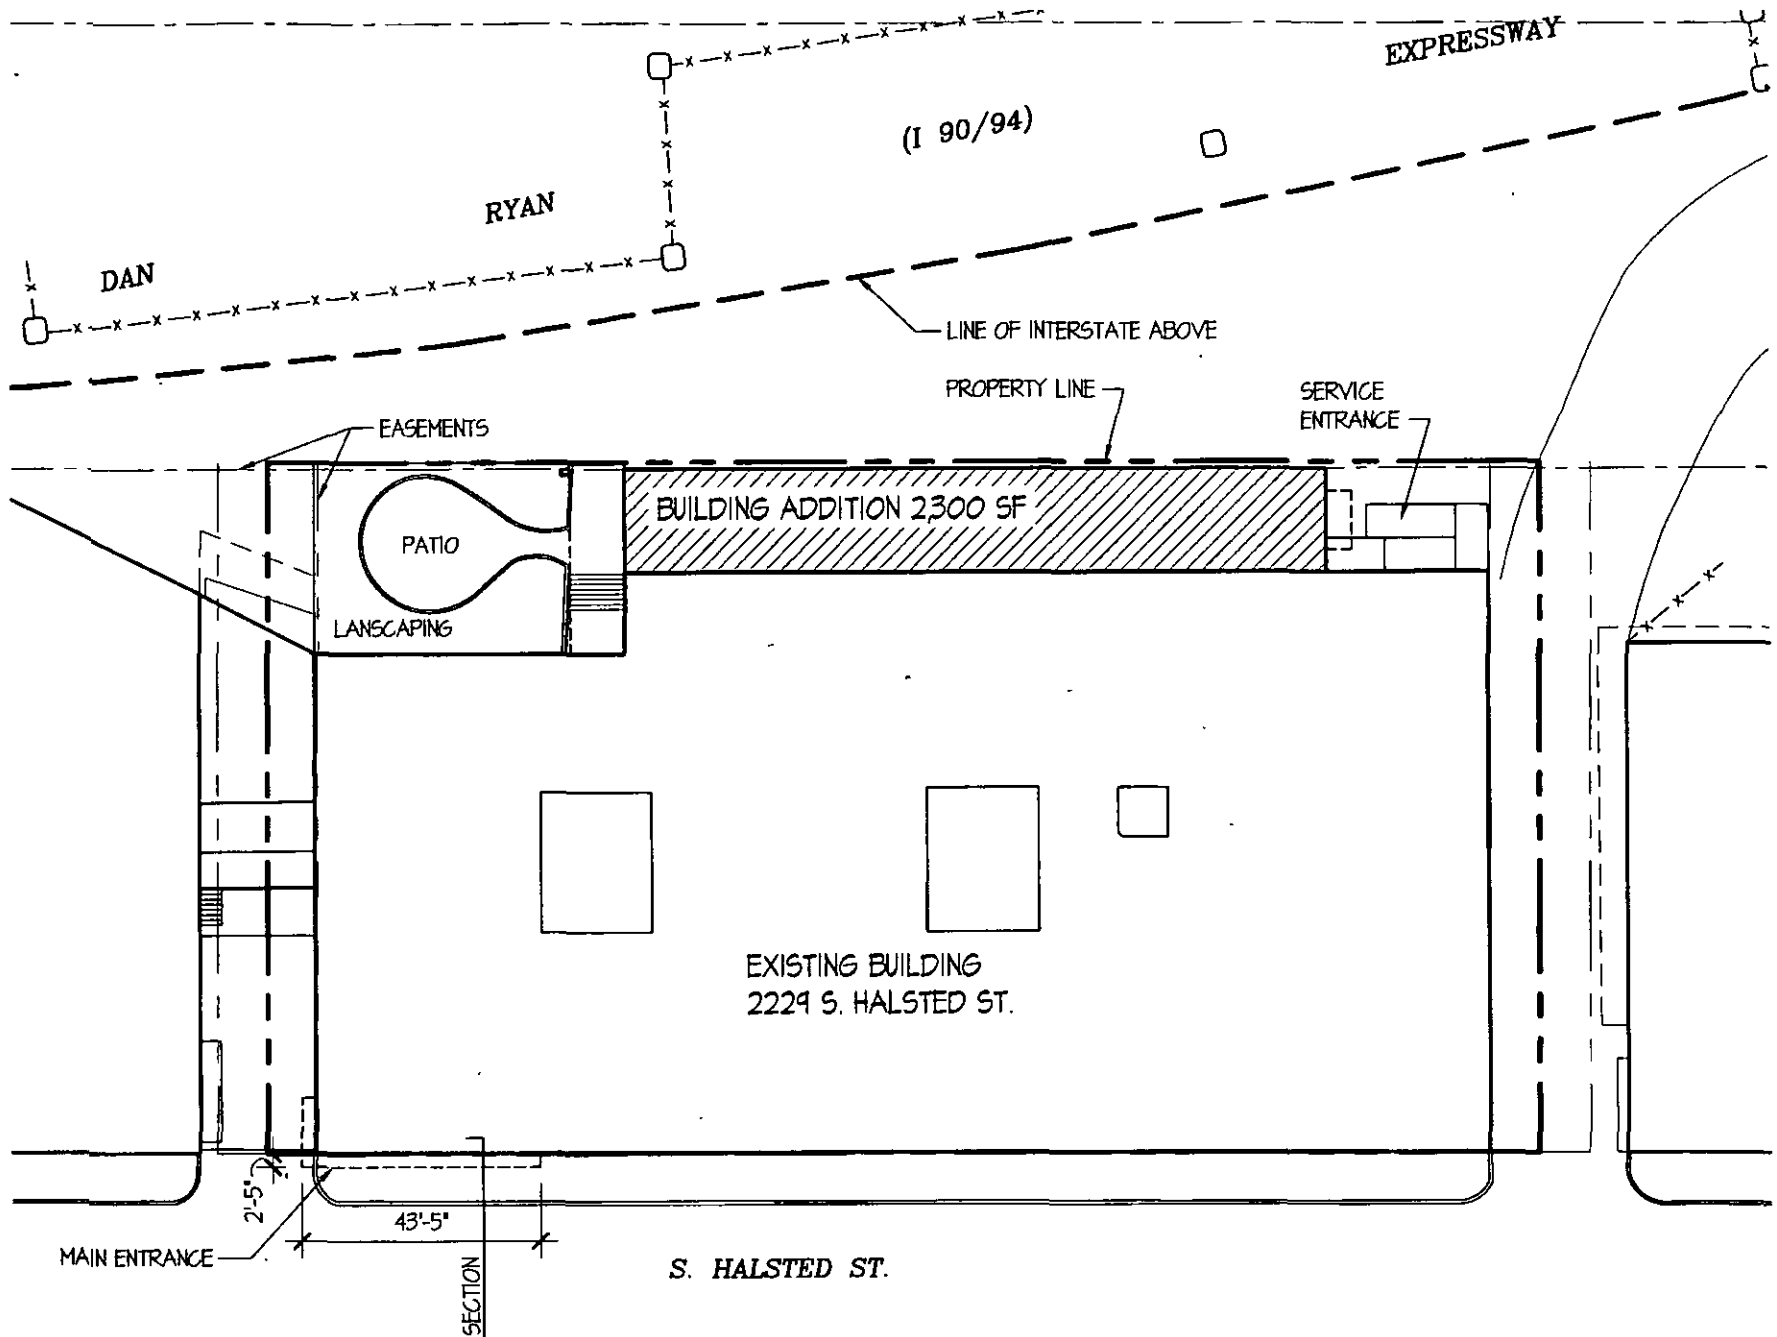 EXPRESSWAY
(I 90/94)
RYAN
DAN
LINE OF INTERSTATE ABOVE
PROPERTY LINE
SERVICE
ENTRANCE
EASEMENTS
BUILDING ADDITION 2,300 SF
PATIO
LANSCAPING
EXISTING BUILDING
2229 S. HALSTED ST.
2'-5"
43'-5"
MAIN ENTRANCE
SECTION
S. HALSTED ST.